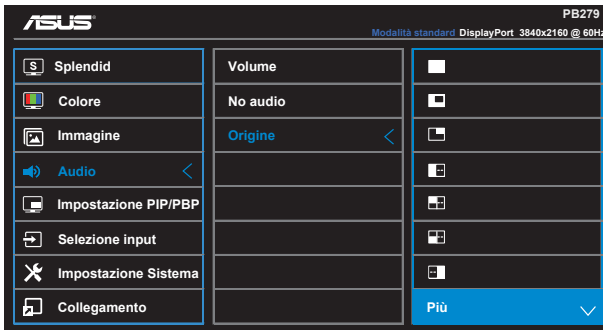 ASUS
PB279
Modalità standard DisplayPort 3840x2160 @ 60Hz
S Splendid
Colore
Immagine
Audio
Impostazione PIP/PBP
Selezione input
Impostazione Sistema
Collegamento
Volume
No audio
Origine
Più